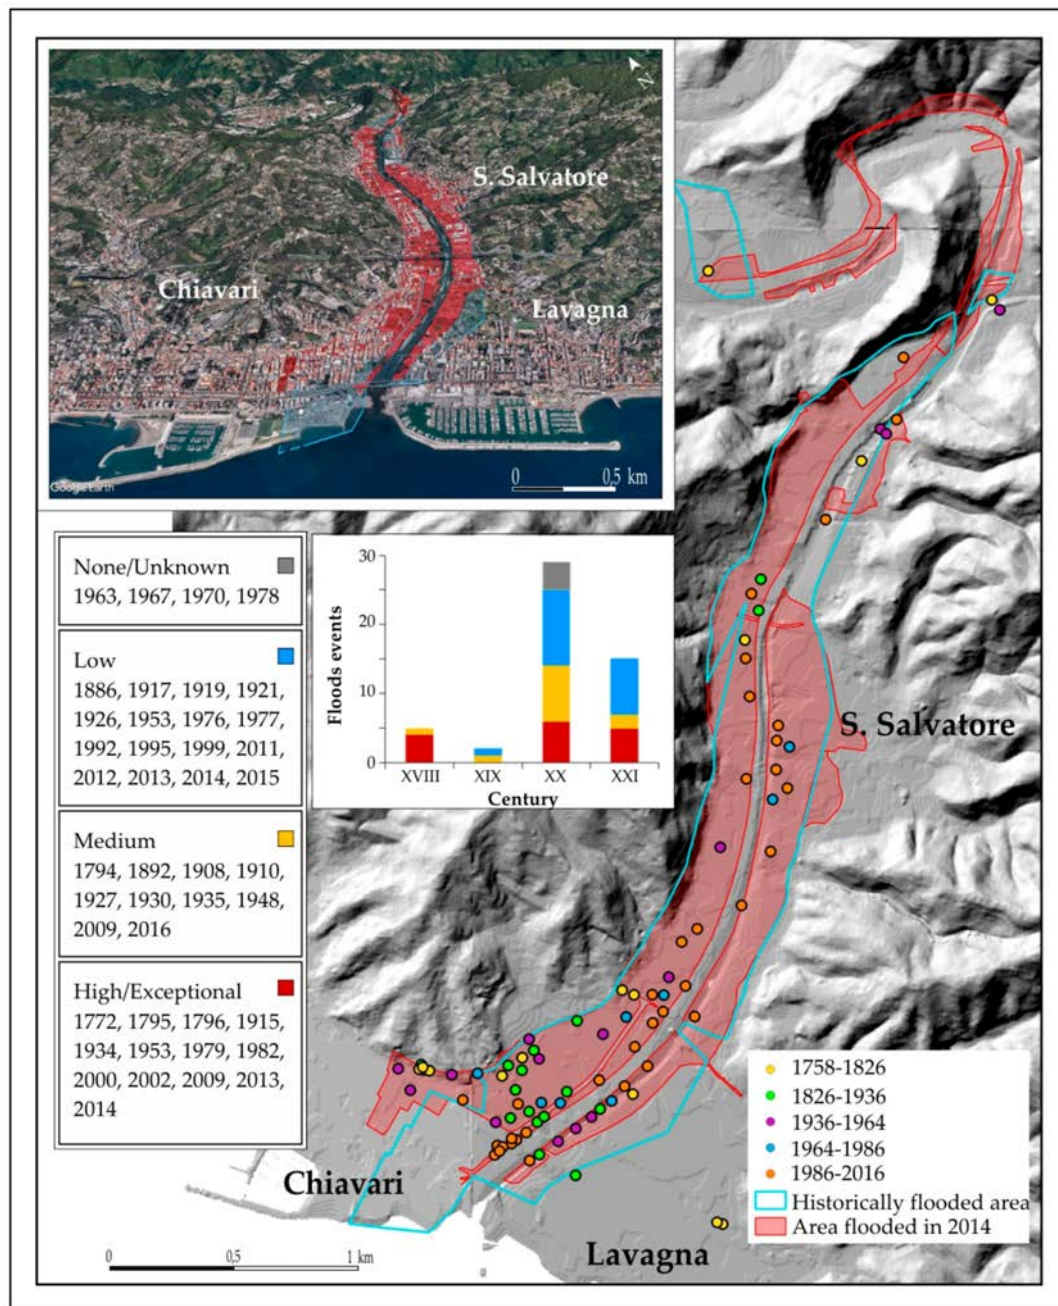 N
S. Salvatore
Chiavari
Lavagna
Google Earth
0 0,5 km
None/Unknown
1963, 1967, 1970, 1978
Low
1886, 1917, 1919, 1921,
1926, 1953, 1976, 1977,
1992, 1995, 1999, 2011,
2012, 2013, 2014, 2015
Medium
1794, 1892, 1908, 1910,
1927, 1930, 1935, 1948,
2009, 2016
High/Exceptional
1772, 1795, 1796, 1915,
1934, 1953, 1979, 1982,
2000, 2002, 2009, 2013,
2014
30
20
10
0
Floods events
XVIII XIX XX XXI
Century
S. Salvatore
Chiavari
Lavagna
0 0,5 1 km
1758-1826
1826-1936
1936-1964
1964-1986
1986-2016
Historically flooded area
Area flooded in 2014